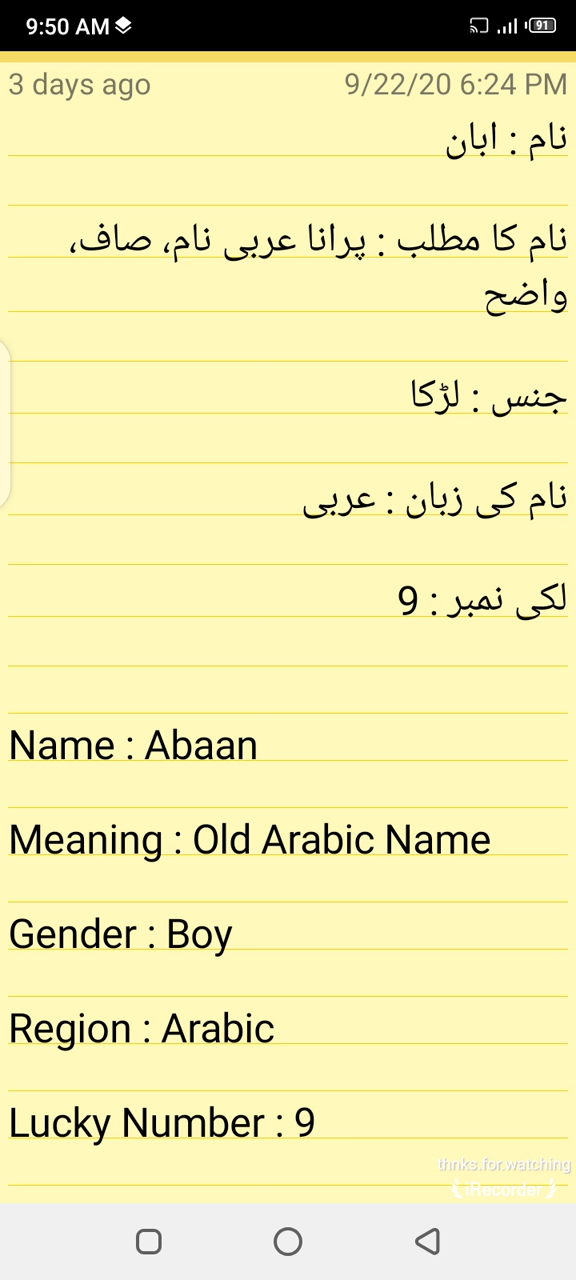 9:50 AM
91
3 days ago 9/22/20 6:24 PM
نام : ابان
نام کا مطلب : پرانا عربی نام، صاف،
واضح
جنس : لڑکا
نام کی زبان : عربی
لکی نمبر : 9
Name : Abaan
Meaning : Old Arabic Name
Gender : Boy
Region : Arabic
Lucky Number : 9
thnks.for.watching
《iRecorder》